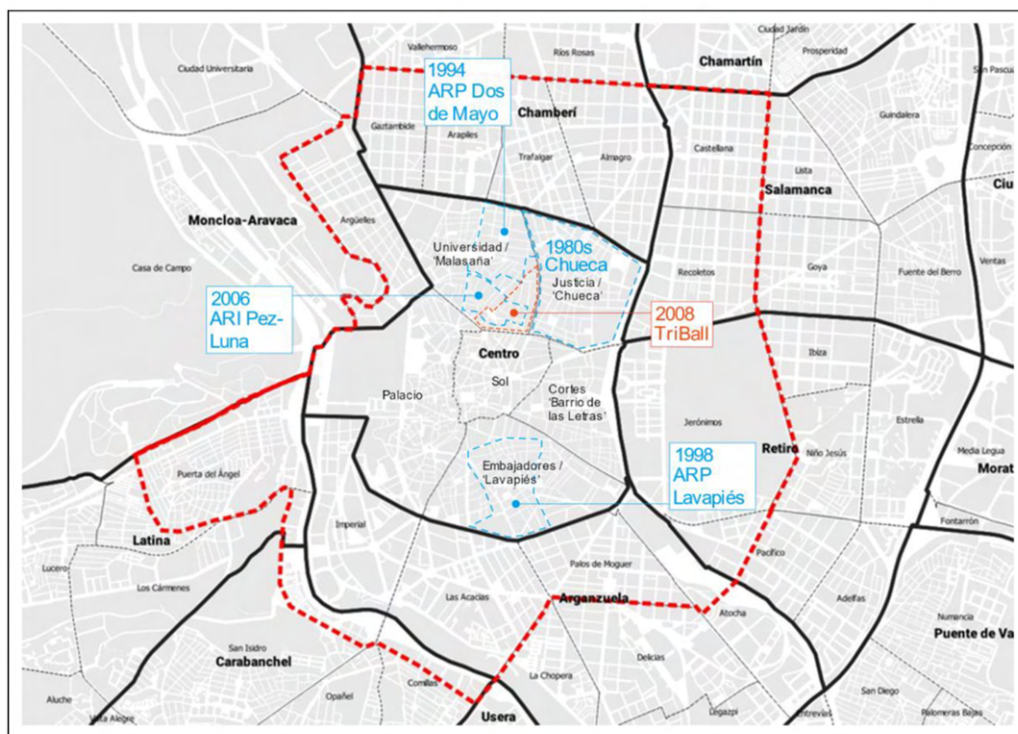 Ciudad Jardín
Vallehermoso
Ríos Rosas
Chamartín
Prosperidad
Ciudad Universitaria
1994
ARP Dos
de Mayo
San Pascua
Chamberí
Guindalera
Gaztambide
Arapiles
Trafalgar
Almagro
Castellana
Concepción
Lista
Salamanca
Ciu
Moncloa-Aravaca
Argüelles
Universidad /
'Malasaña'
1980s
Chueca
Justicia /
'Chueca'
Casa de Campo
Recoletos
Goya
Fuente del Berro
Ventas
2006
ARI Pez-
Luna
2008
TriBall
Centro
Sol
Ibiza
Palacio
Cortes
'Barrio de
las Letras'
Jerónimos
Estrella
Retiro
Niño Jesús
Media Legua
Morat
Puerta del Ángel
Embajadores /
'Lavapiés'
1998
ARP
Lavapiés
Imperial
Fontarrón
Latina
Pacífico
Lucero
Los Cármenes
Palos de Moguer
Las Acacias
Arganzuela
Atocha
Adelfas
Numancia
Puente de Va
San Isidro
Carabanchel
Delicias
La Chopera
Aluche
Vista Alegre
Opañel
Comillas
Usera
Legazpi
Entrevías
San Diego
Palomeras Bajas